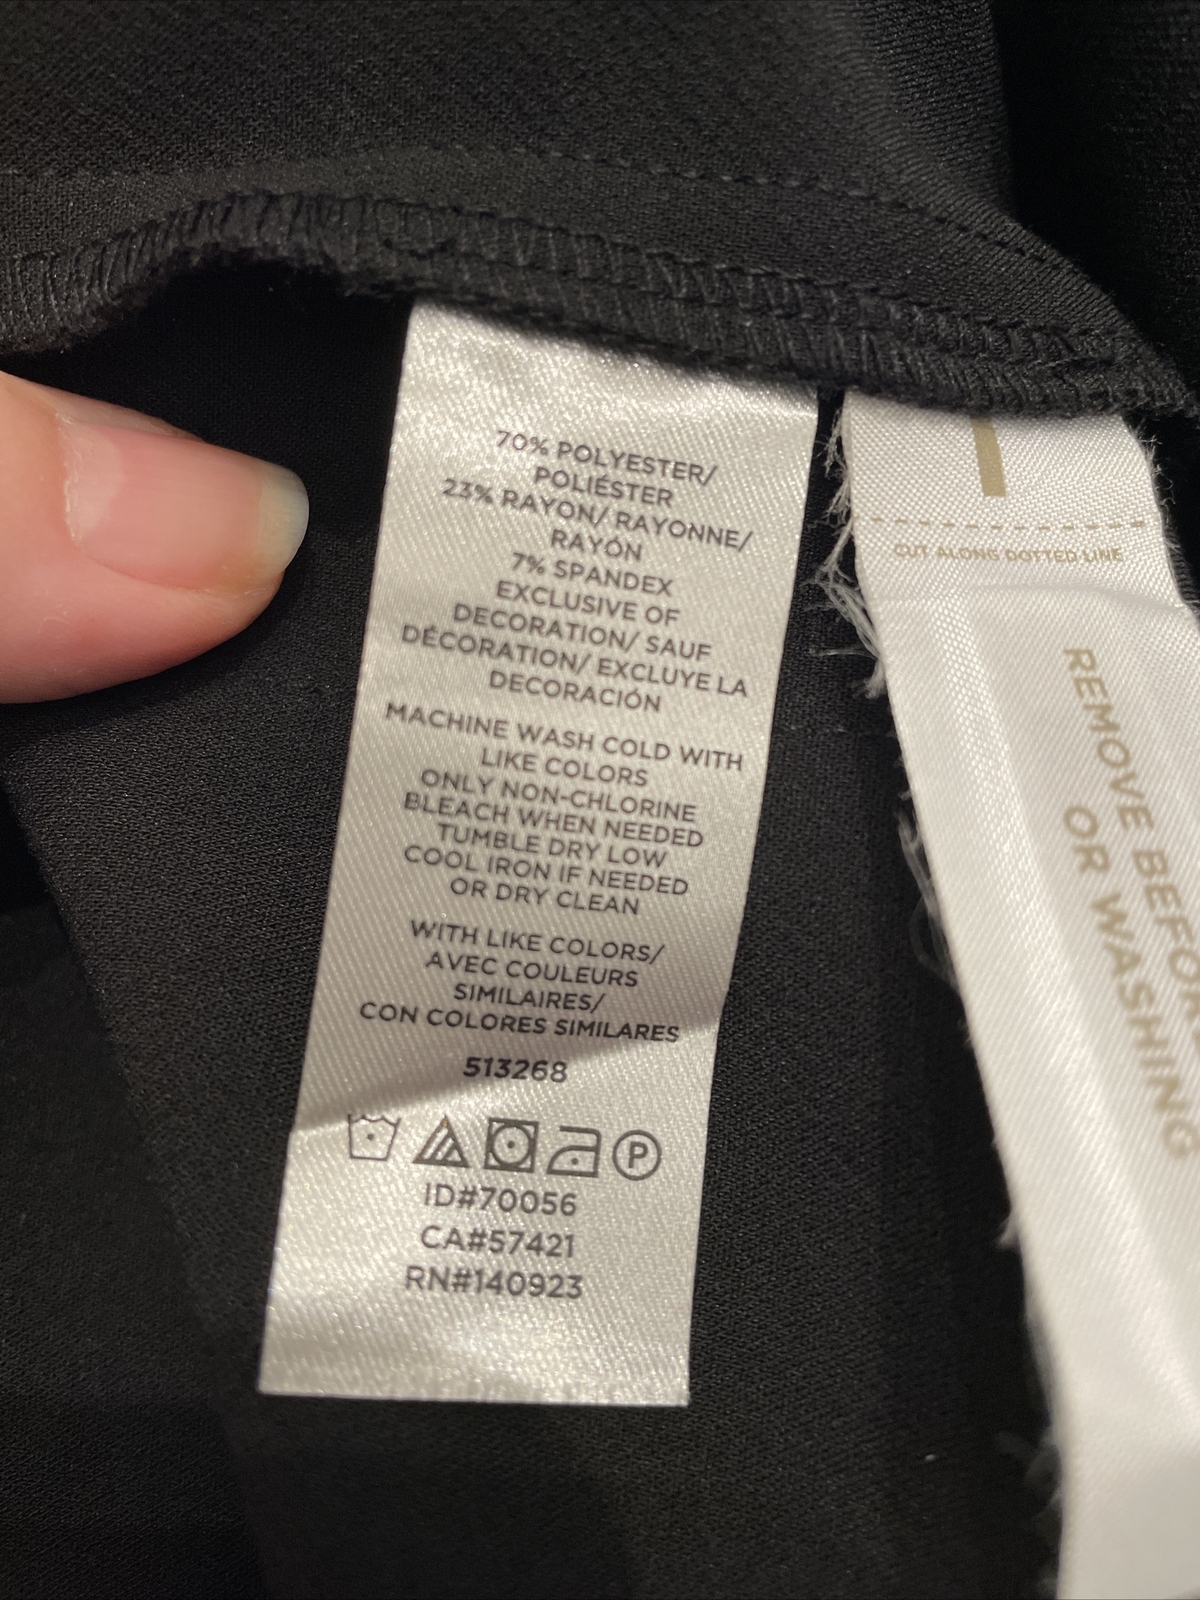 70% POLYESTER/
POLIÉSTER
23% RAYON/ RAYONNE/
RAYÓN
7% SPANDEX
EXCLUSIVE OF
DECORATION/ SAUF
DÉCORATION/ EXCLUYE LA
DECORACIÓN
MACHINE WASH COLD WITH
LIKE COLORS
ONLY NON-CHLORINE
BLEACH WHEN NEEDED
TUMBLE DRY LOW
COOL IRON IF NEEDED
OR DRY CLEAN
WITH LIKE COLORS/
AVEC COULEURS
SIMILAIRES/
CON COLORES SIMILARES
513268
P
ID#70056
CA#57421
RN#140923
CUT ALONG DOTTED LINE
REMOVE BEFORE
OR WASHING